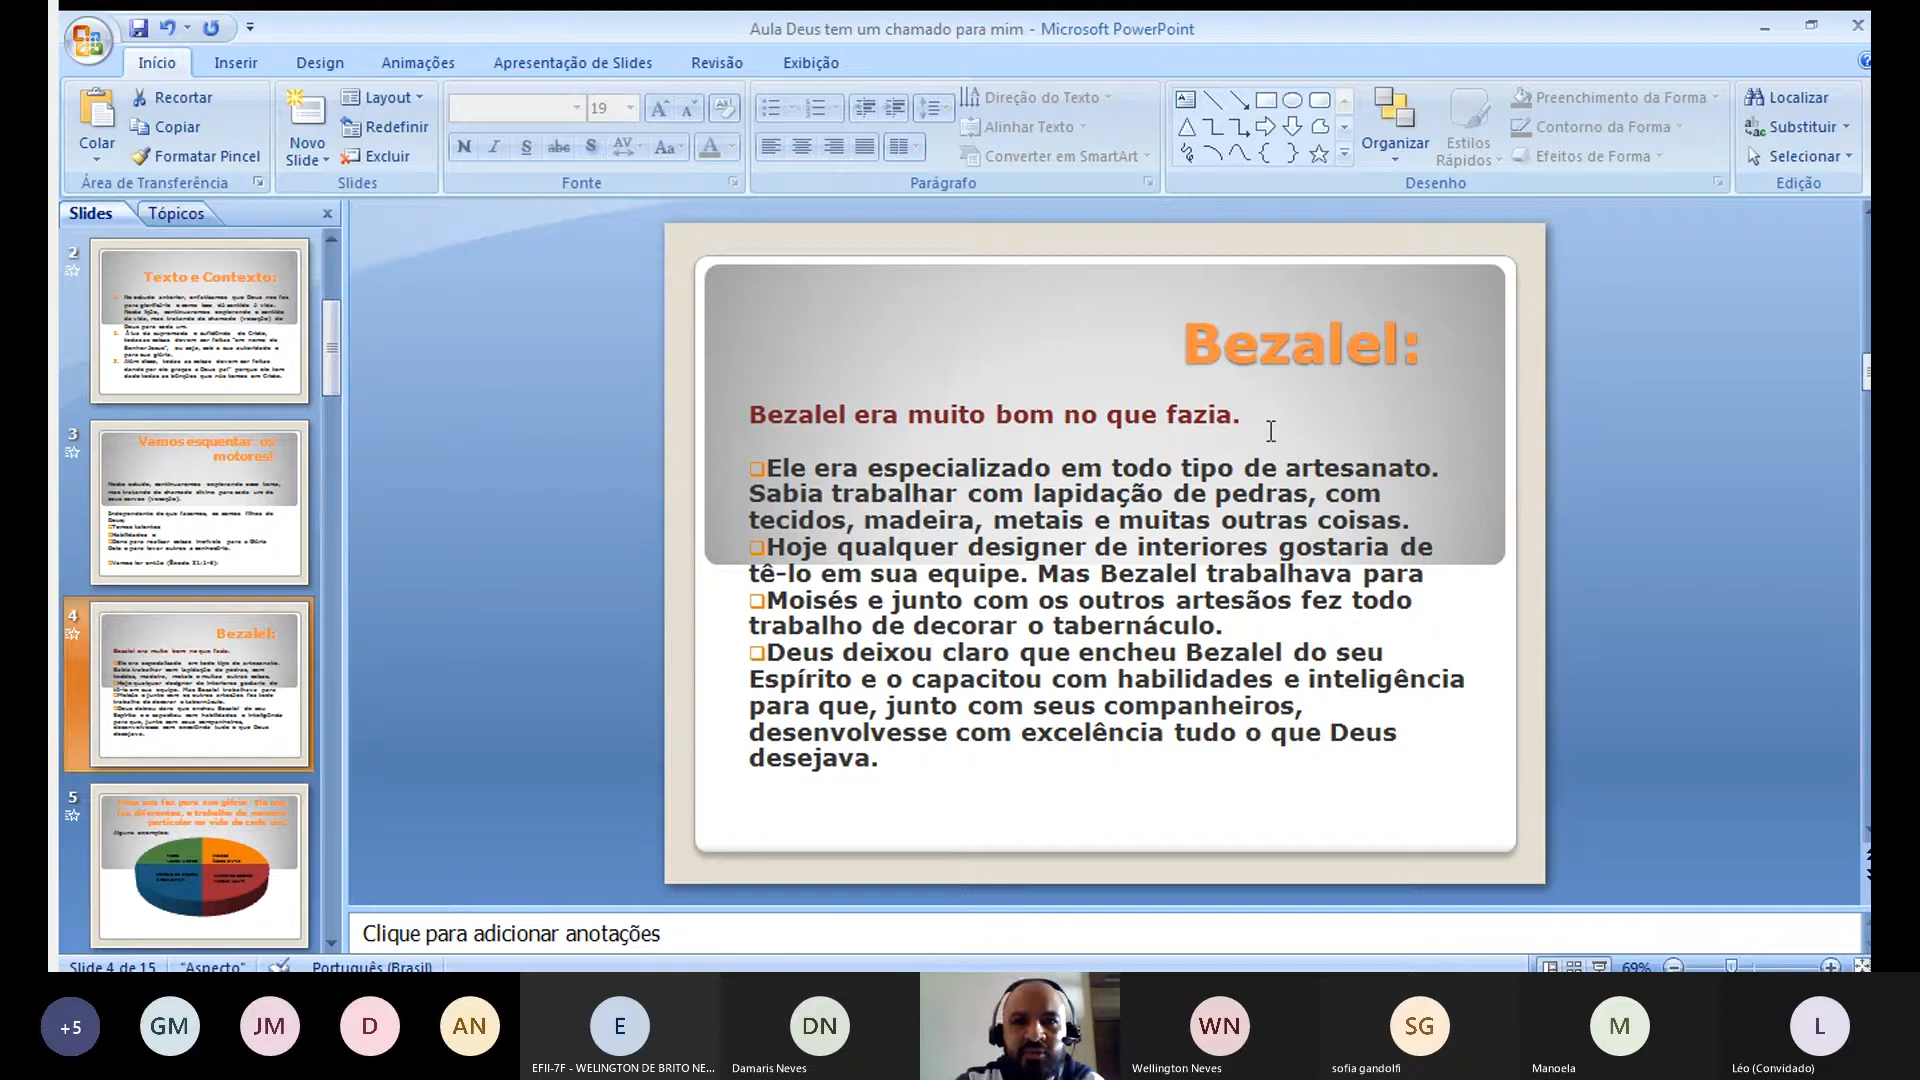 Aula Deus tem um chamado para mim - Microsoft PowerPoint
Início Inserir Design Animações Apresentação de Slides Revisão Exibição
Colar
Recortar
Copiar
Formatar Pincel
Área de Transferência
Novo Slide
Layout
Redefinir
Excluir
Slides
19
N I S abc S AV Aa A
Fonte
Direção do Texto
Alinhar Texto
Converter em SmartArt
Parágrafo
Organizar
Estilos Rápidos
Preenchimento da Forma
Contorno da Forma
Efeitos de Forma
Desenho
Localizar
Substituir
Selecionar
Edição
Slides Tópicos x
2
Texto e Contexto:
3
Vamos esquentar os
motores!
4
Bezalel:
5
Bezalel:
Bezalel era muito bom no que fazia.
Ele era especializado em todo tipo de artesanato.
Sabia trabalhar com lapidação de pedras, com
tecidos, madeira, metais e muitas outras coisas.
Hoje qualquer designer de interiores gostaria de
tê-lo em sua equipe. Mas Bezalel trabalhava para
Moisés e junto com os outros artesãos fez todo
trabalho de decorar o tabernáculo.
Deus deixou claro que encheu Bezalel do seu
Espírito e o capacitou com habilidades e inteligência
para que, junto com seus companheiros,
desenvolvesse com excelência tudo o que Deus
desejava.
Clique para adicionar anotações
Slide 4 de 15 "Aspecto" Português (Brasil) 69%
+5 GM JM D AN E DN WN SG M L
EFII-7F - WELINGTON DE BRITO NE... Damaris Neves Wellington Neves sofia gandolfi Manoela Léo (Convidado)